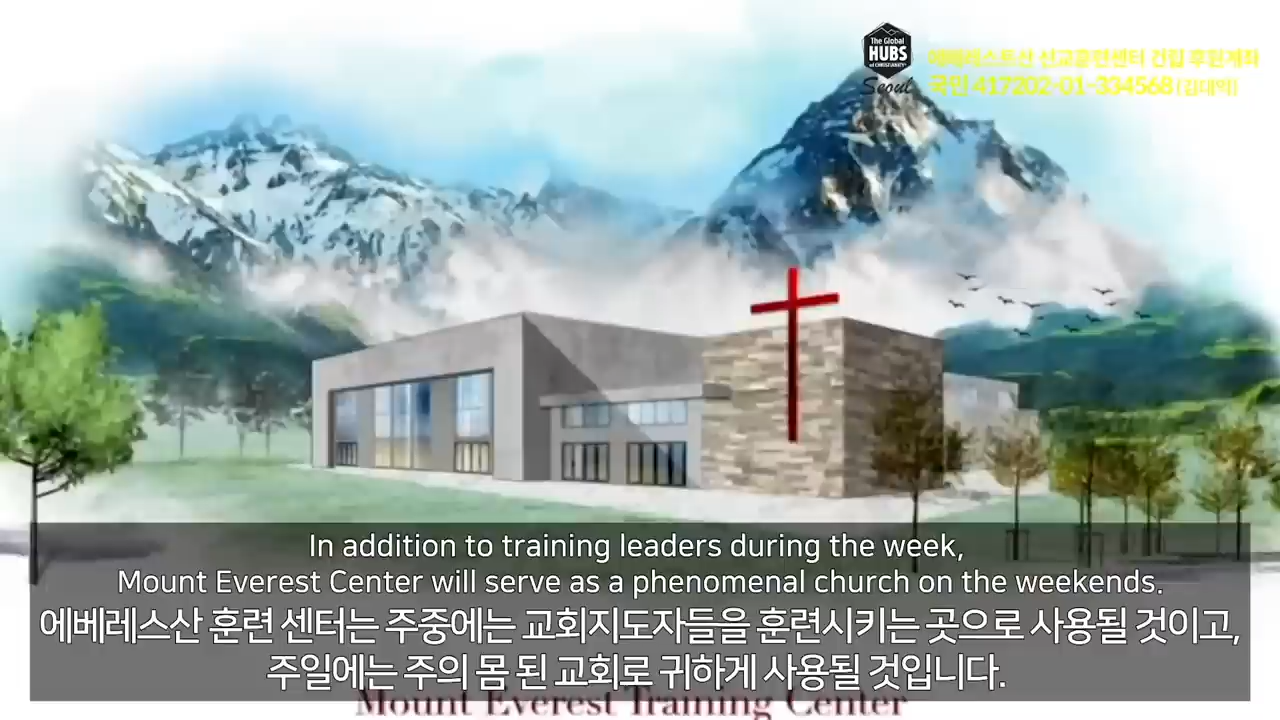 The Global
HUBS
of CHRISTIANITY
Seoul
에베레스트산 선교훈련센터 건립 후원계좌
국민 417202-01-334568 (김대억)
In addition to training leaders during the week,
Mount Everest Center will serve as a phenomenal church on the weekends.
에베레스산 훈련 센터는 주중에는 교회지도자들을 훈련시키는 곳으로 사용될 것이고,
주일에는 주의 몸 된 교회로 귀하게 사용될 것입니다.
Mount Everest Training Center